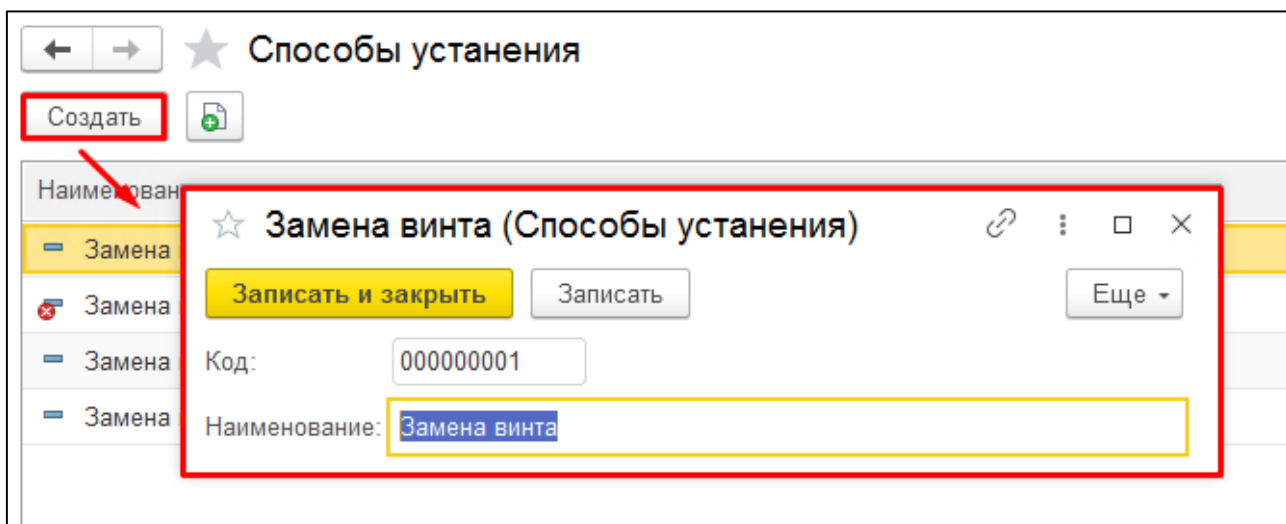 Способы устанения
Создать
Наименован
Замена
Замена
Замена
Замена
Замена винта (Способы устанения)
Записать и закрыть
Записать
Еще
Код:
000000001
Наименование:
Замена винта